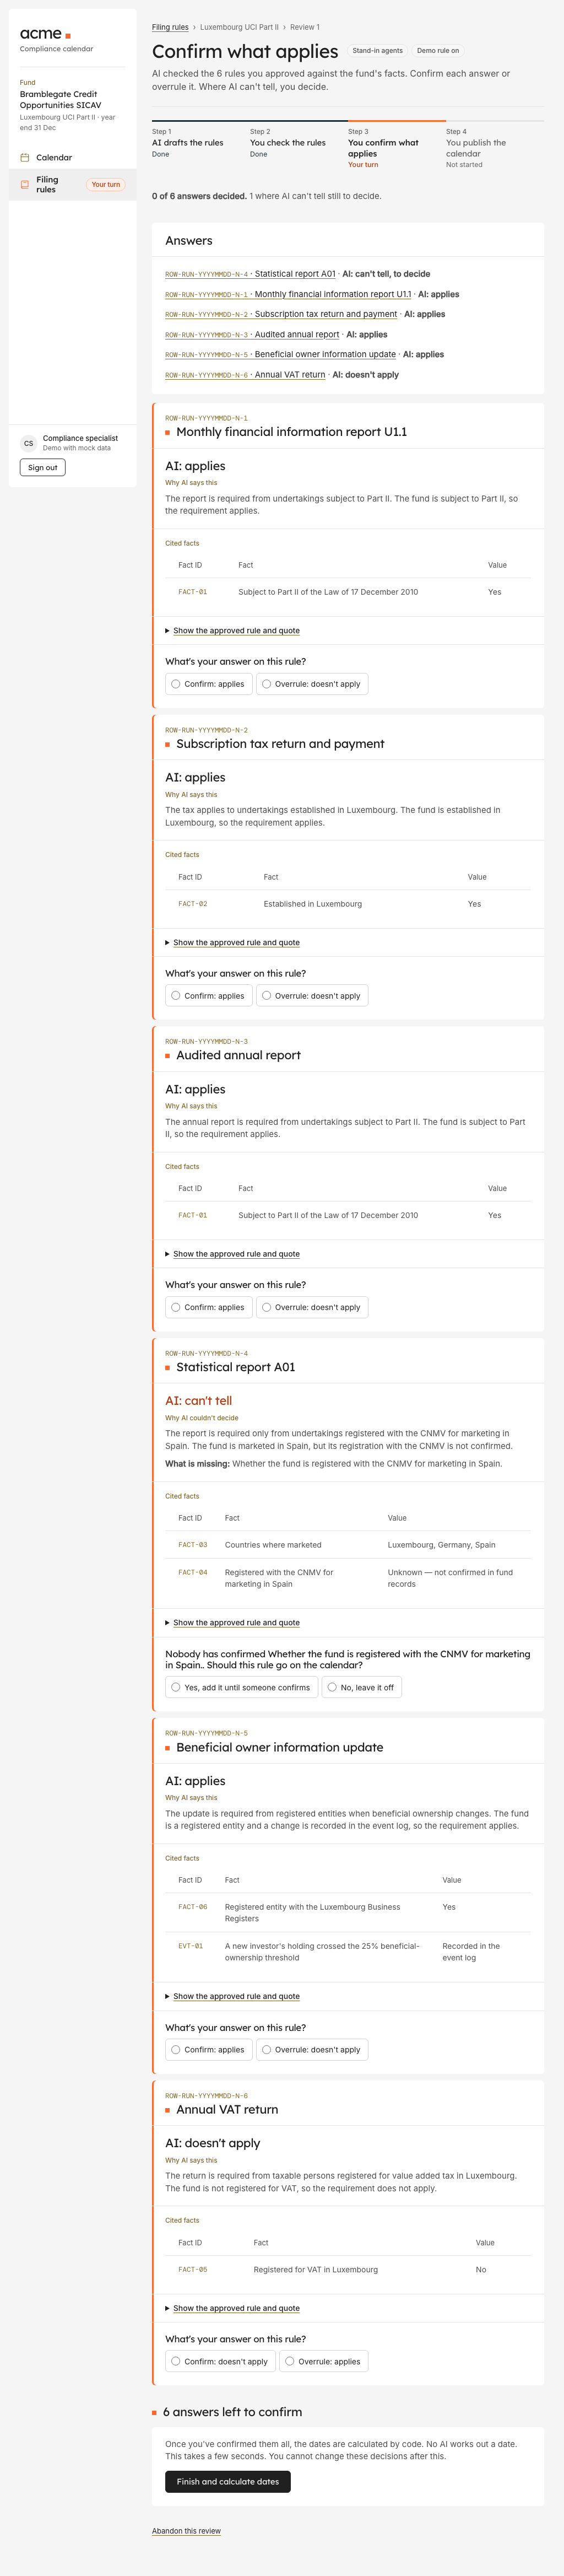 acme
Compliance calendar
Fund
Bramblegate Credit
Opportunities SICAV
Luxembourg UCI Part II · year
end 31 Dec
Calendar
Filing
rules
Your turn
CS
Compliance specialist
Demo with mock data
Sign out
Filing rules › Luxembourg UCI Part II › Review 1
Confirm what applies
Stand-in agents
Demo rule on
AI checked the 6 rules you approved against the fund's facts. Confirm each answer or
overrule it. Where AI can't tell, you decide.
Step 1
AI drafts the rules
Done
Step 2
You check the rules
Done
Step 3
You confirm what
applies
Your turn
Step 4
You publish the
calendar
Not started
0 of 6 answers decided. 1 where AI can't tell still to decide.
Answers
ROW-RUN-YYYYMMDD-N-4 · Statistical report A01 · AI: can't tell, to decide
ROW-RUN-YYYYMMDD-N-1 · Monthly financial information report U1.1 · AI: applies
ROW-RUN-YYYYMMDD-N-2 · Subscription tax return and payment · AI: applies
ROW-RUN-YYYYMMDD-N-3 · Audited annual report · AI: applies
ROW-RUN-YYYYMMDD-N-5 · Beneficial owner information update · AI: applies
ROW-RUN-YYYYMMDD-N-6 · Annual VAT return · AI: doesn't apply
ROW-RUN-YYYYMMDD-N-1
Monthly financial information report U1.1
AI: applies
Why AI says this
The report is required from undertakings subject to Part II. The fund is subject to Part II, so
the requirement applies.
Cited facts
Fact ID Fact Value
FACT-01 Subject to Part II of the Law of 17 December 2010 Yes
Show the approved rule and quote
What's your answer on this rule?
Confirm: applies
Overrule: doesn't apply
ROW-RUN-YYYYMMDD-N-2
Subscription tax return and payment
AI: applies
Why AI says this
The tax applies to undertakings established in Luxembourg. The fund is established in
Luxembourg, so the requirement applies.
Cited facts
Fact ID Fact Value
FACT-02 Established in Luxembourg Yes
Show the approved rule and quote
What's your answer on this rule?
Confirm: applies
Overrule: doesn't apply
ROW-RUN-YYYYMMDD-N-3
Audited annual report
AI: applies
Why AI says this
The annual report is required from undertakings subject to Part II. The fund is subject to Part
II, so the requirement applies.
Cited facts
Fact ID Fact Value
FACT-01 Subject to Part II of the Law of 17 December 2010 Yes
Show the approved rule and quote
What's your answer on this rule?
Confirm: applies
Overrule: doesn't apply
ROW-RUN-YYYYMMDD-N-4
Statistical report A01
AI: can't tell
Why AI couldn't decide
The report is required only from undertakings registered with the CNMV for marketing in
Spain. The fund is marketed in Spain, but its registration with the CNMV is not confirmed.
What is missing: Whether the fund is registered with the CNMV for marketing in Spain.
Cited facts
Fact ID Fact Value
FACT-03 Countries where marketed Luxembourg, Germany, Spain
FACT-04 Registered with the CNMV for Unknown — not confirmed in fund
marketing in Spain records
Show the approved rule and quote
Nobody has confirmed Whether the fund is registered with the CNMV for marketing
in Spain.. Should this rule go on the calendar?
Yes, add it until someone confirms
No, leave it off
ROW-RUN-YYYYMMDD-N-5
Beneficial owner information update
AI: applies
Why AI says this
The update is required from registered entities when beneficial ownership changes. The fund
is a registered entity and a change is recorded in the event log, so the requirement applies.
Cited facts
Fact ID Fact Value
FACT-06 Registered entity with the Luxembourg Business Yes
Registers
EVT-01 A new investor's holding crossed the 25% beneficial- Recorded in the
ownership threshold event log
Show the approved rule and quote
What's your answer on this rule?
Confirm: applies
Overrule: doesn't apply
ROW-RUN-YYYYMMDD-N-6
Annual VAT return
AI: doesn't apply
Why AI says this
The return is required from taxable persons registered for value added tax in Luxembourg.
The fund is not registered for VAT, so the requirement does not apply.
Cited facts
Fact ID Fact Value
FACT-05 Registered for VAT in Luxembourg No
Show the approved rule and quote
What's your answer on this rule?
Confirm: doesn't apply
Overrule: applies
6 answers left to confirm
Once you've confirmed them all, the dates are calculated by code. No AI works out a date.
This takes a few seconds. You cannot change these decisions after this.
Finish and calculate dates
Abandon this review